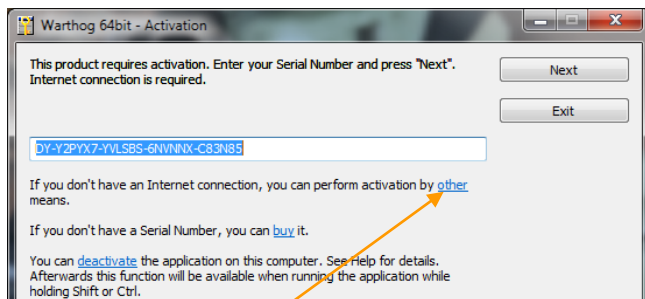 Warthog 64bit - Activation
This product requires activation. Enter your Serial Number and press "Next".
Internet connection is required.
Next
Exit
DY-Y2PYX7-YVLSBS-6NVNNX-C83N85
If you don't have an Internet connection, you can perform activation by other
means.
If you don't have a Serial Number, you can buy it.
You can deactivate the application on this computer. See Help for details.
Afterwards this function will be available when running the application while
holding Shift or Ctrl.